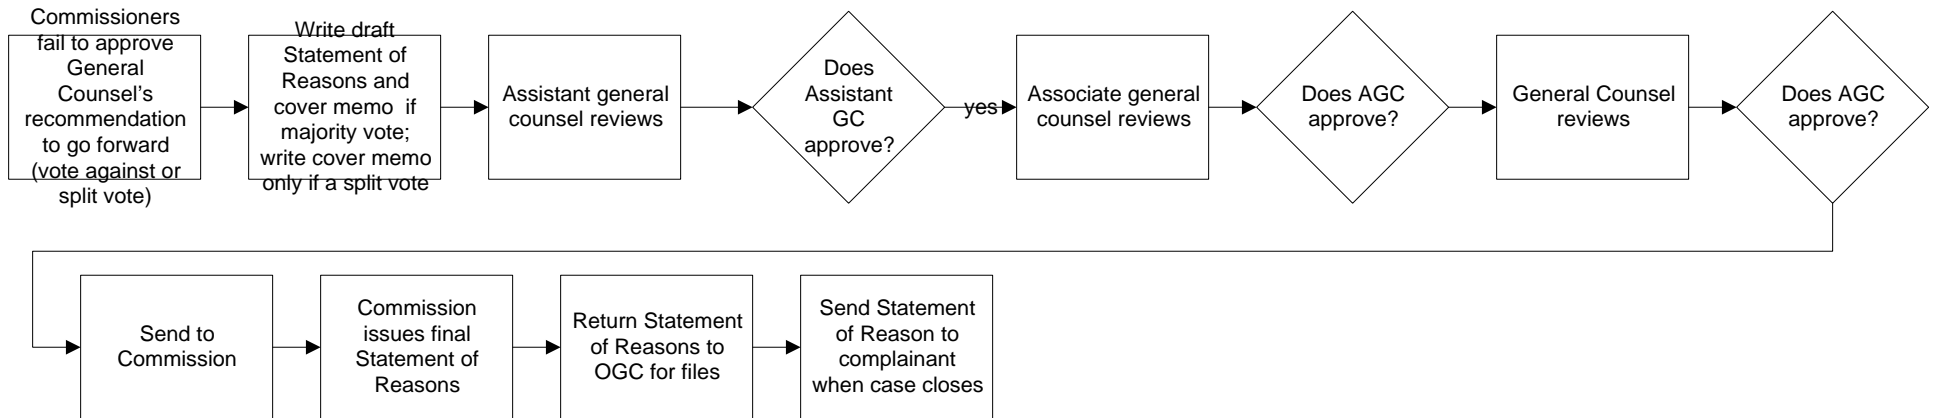 Commissioners
fail to approve
General
Counsel's
recommendation
to go forward
(vote against or
split vote)
Write draft
Statement of
Reasons and
cover memo  if
majority vote;
write cover memo
only if a split vote
Assistant general
counsel reviews
Does
Assistant
GC
approve?
yes
Associate general
counsel reviews
Does AGC
approve?
General Counsel
reviews
Does AGC
approve?
Send to
Commission
Commission
issues final
Statement of
Reasons
Return Statement
of Reasons to
OGC for files
Send Statement
of Reason to
complainant
when case closes